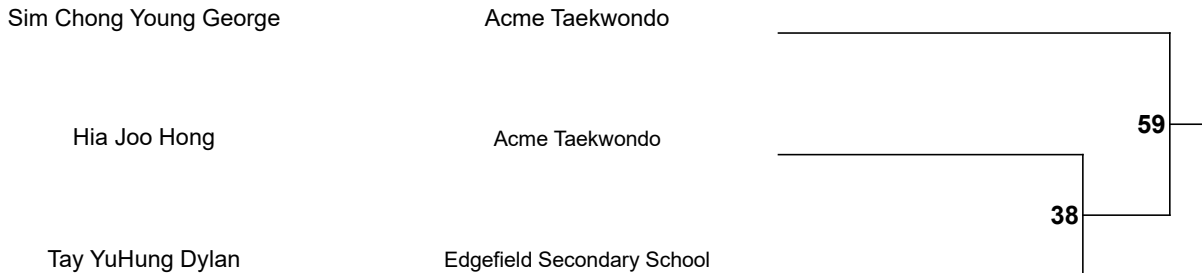 Sim Chong Young George Acme Taekwondo
59
Hia Joo Hong Acme Taekwondo
38
Tay YuHung Dylan Edgefield Secondary School